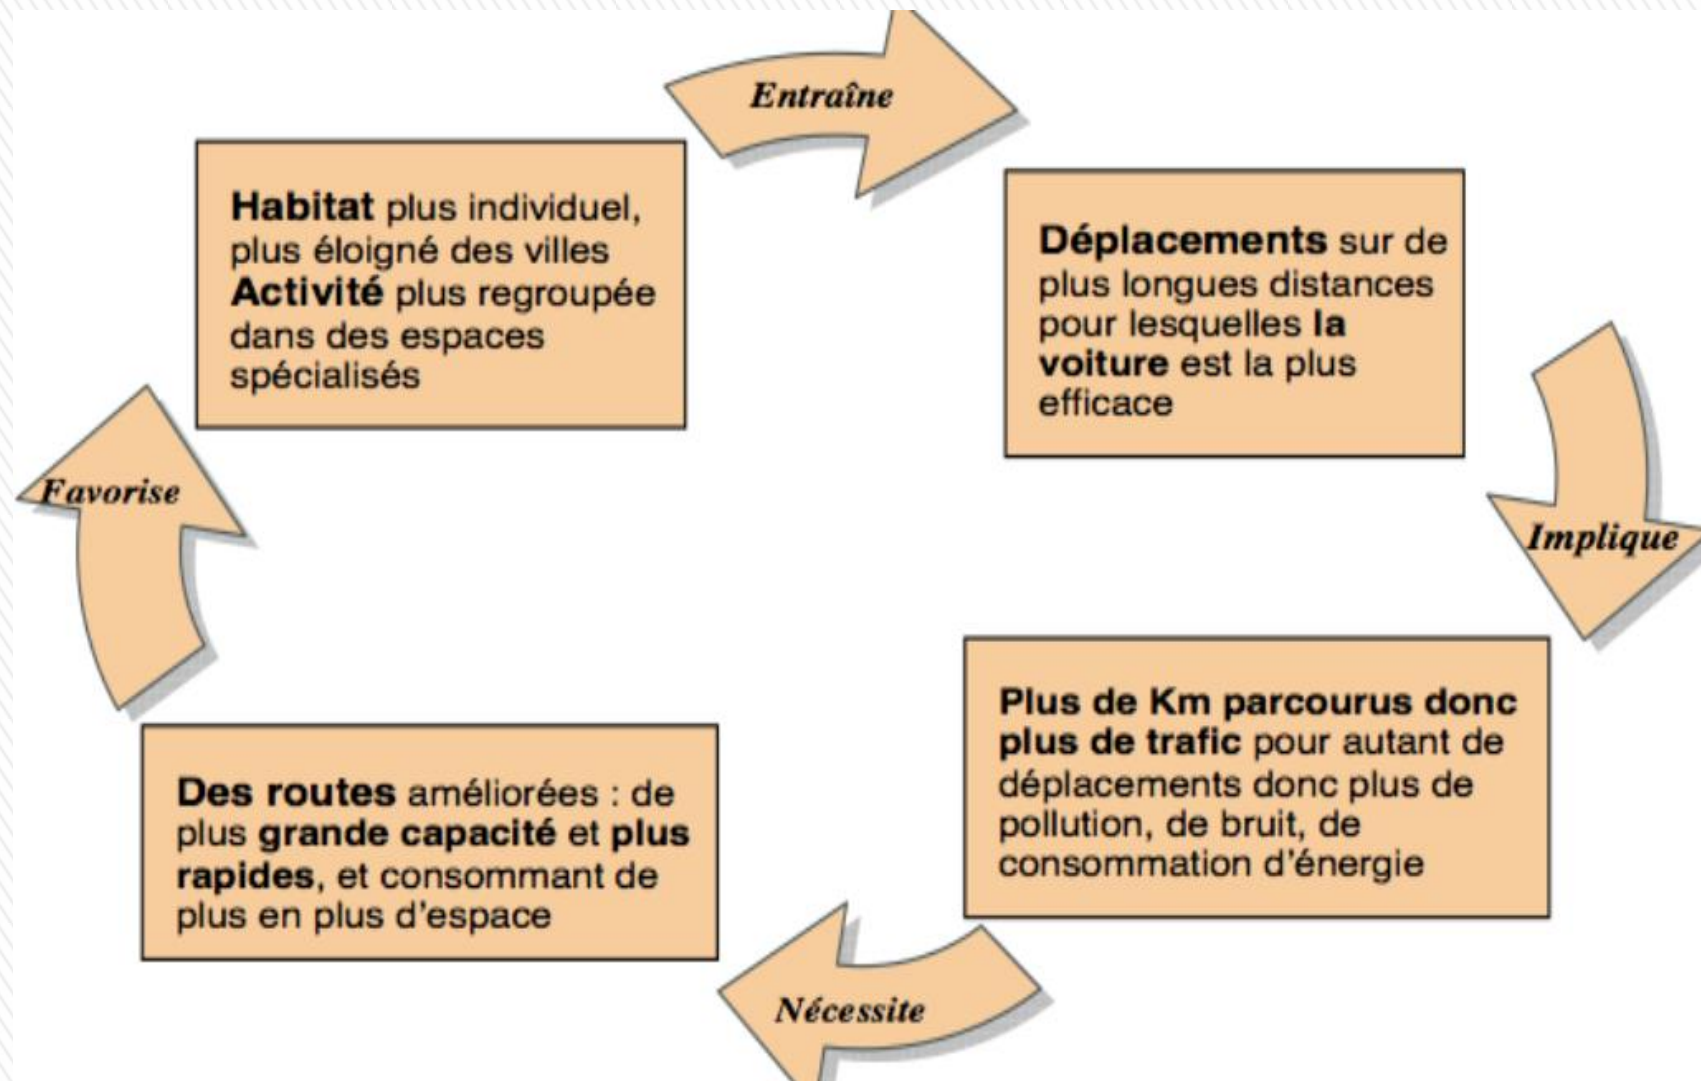 Entraîne
Habitat plus individuel,
plus éloigné des villes
Activité plus regroupée
dans des espaces
spécialisés
Déplacements sur de
plus longues distances
pour lesquelles la
voiture est la plus
efficace
Implique
Plus de Km parcourus donc
plus de trafic pour autant de
déplacements donc plus de
pollution, de bruit, de
consommation d'énergie
Nécessite
Des routes améliorées : de
plus grande capacité et plus
rapides, et consommant de
plus en plus d'espace
Favorise